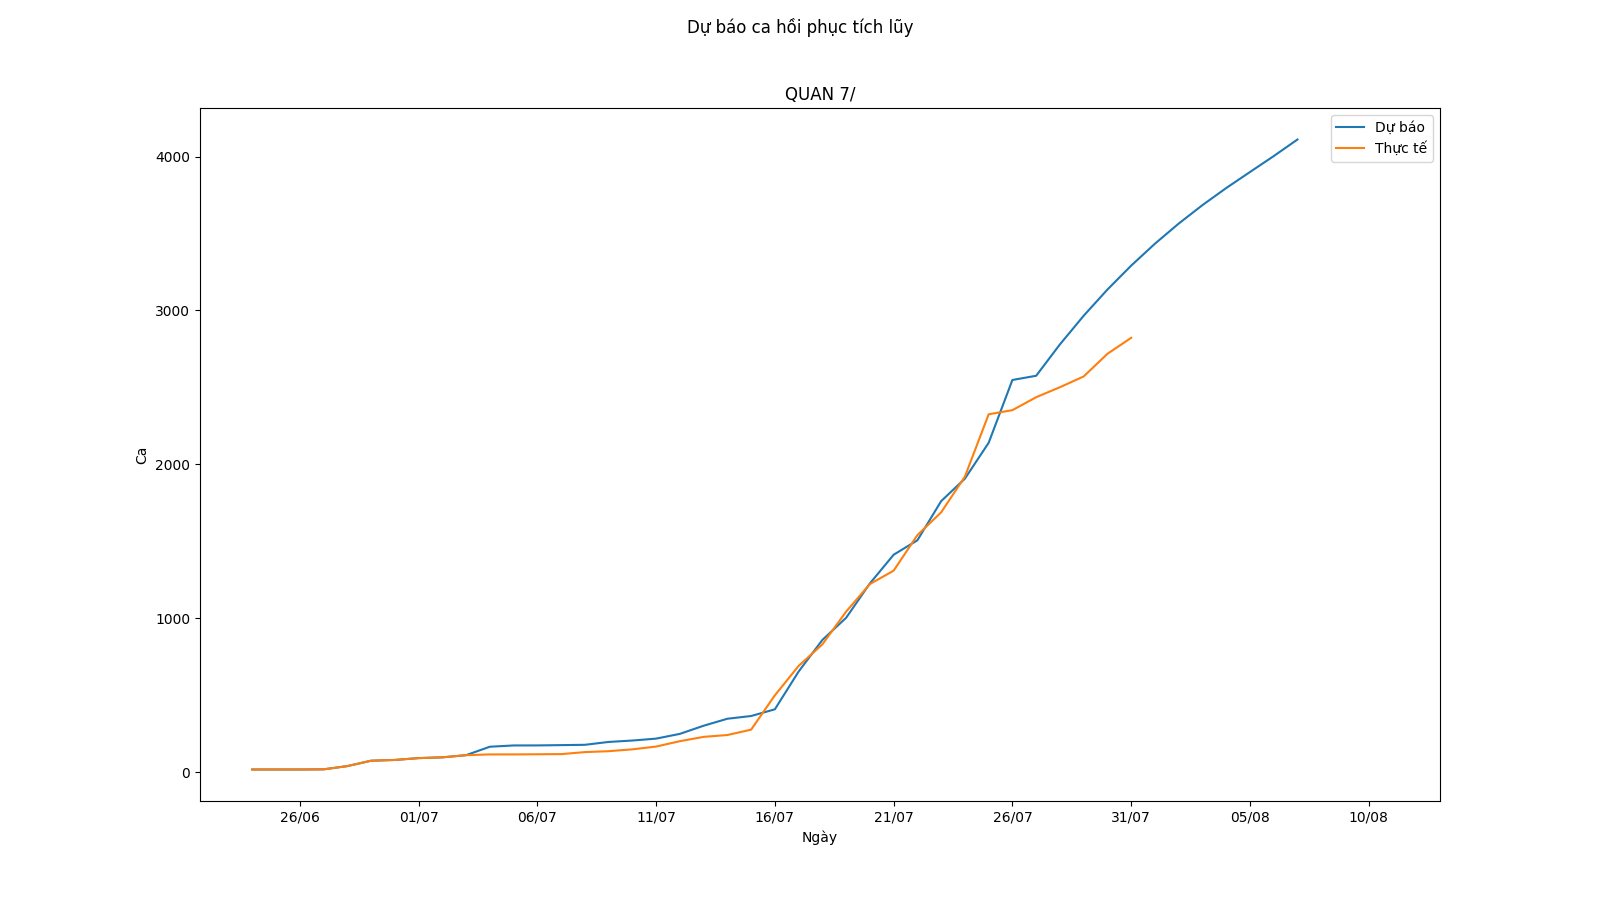 Dự báo ca hồi phục tích lũy
QUAN 7/
Dự báo
Thực tế
4000
3000
2000
1000
0
Ca
26/06
01/07
06/07
11/07
16/07
21/07
26/07
31/07
05/08
10/08
Ngày